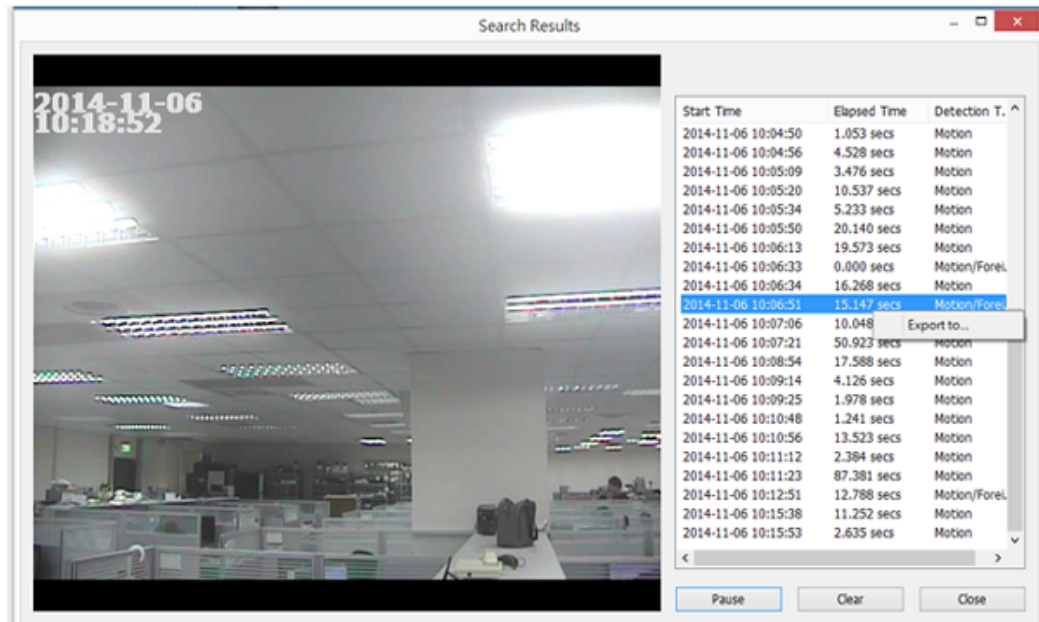 Search Results
2014-11-06
10:18:52
Start Time Elapsed Time Detection T.
2014-11-06 10:04:50 1.053 secs Motion
2014-11-06 10:04:56 4.528 secs Motion
2014-11-06 10:05:09 3.476 secs Motion
2014-11-06 10:05:20 10.537 secs Motion
2014-11-06 10:05:34 5.233 secs Motion
2014-11-06 10:05:50 20.140 secs Motion
2014-11-06 10:06:13 19.573 secs Motion
2014-11-06 10:06:33 0.000 secs Motion/Forei.
2014-11-06 10:06:34 16.268 secs Motion
2014-11-06 10:06:51 15.147 secs Motion/Forei.
2014-11-06 10:07:06 10.048 Export to...
2014-11-06 10:07:21 50.923 secs Motion
2014-11-06 10:08:54 17.588 secs Motion
2014-11-06 10:09:14 4.126 secs Motion
2014-11-06 10:09:25 1.978 secs Motion
2014-11-06 10:10:48 1.241 secs Motion
2014-11-06 10:10:56 13.523 secs Motion
2014-11-06 10:11:12 2.384 secs Motion
2014-11-06 10:11:23 87.381 secs Motion
2014-11-06 10:12:51 12.788 secs Motion/Forei.
2014-11-06 10:15:38 11.252 secs Motion
2014-11-06 10:15:53 2.635 secs Motion
Pause Clear Close